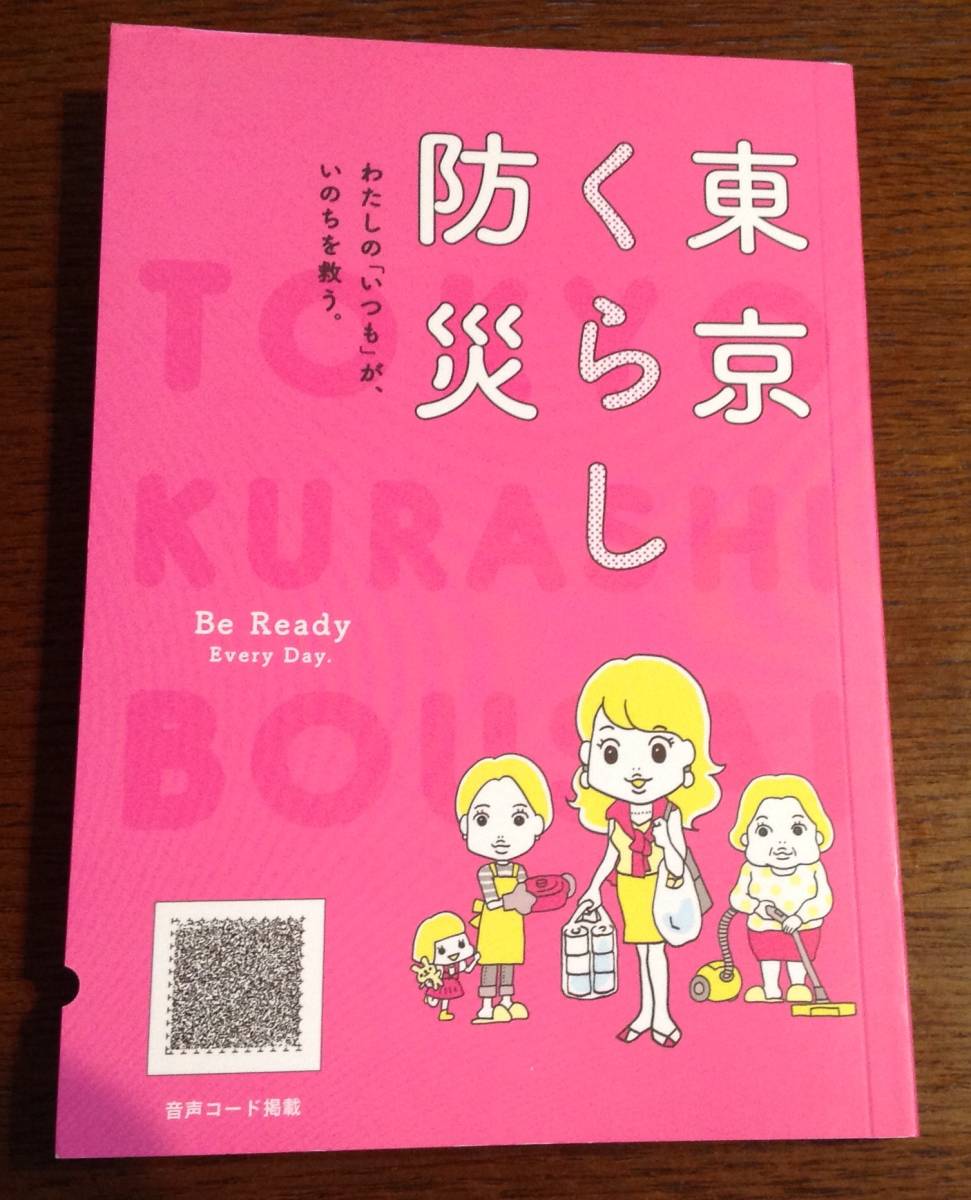 東京
くらし
防災
わたしの「いつも」が、
いのちを救う。
TOKYO
KURASHI
BOUSAI
Be Ready
Every Day.
音声コード掲載